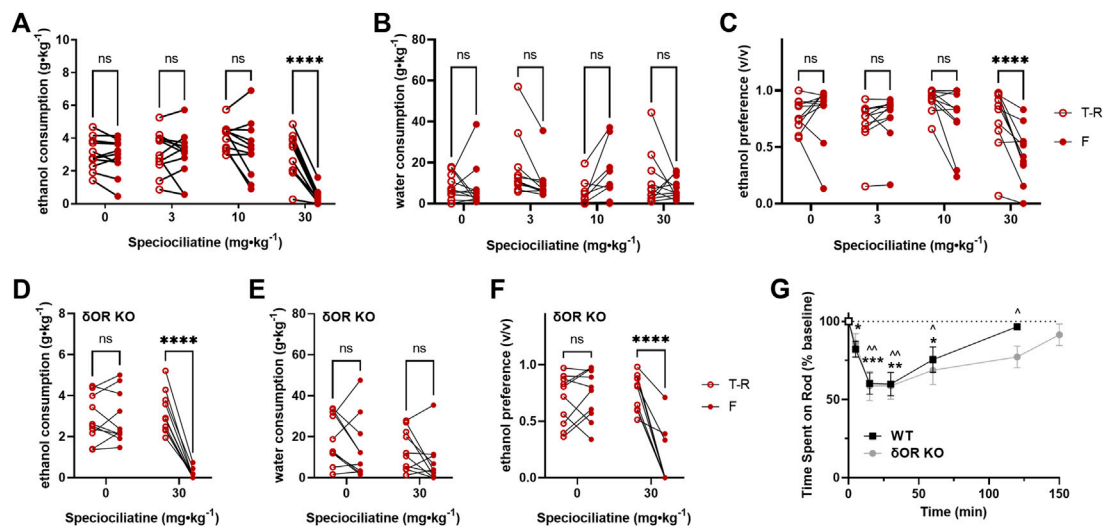 A
ethanol consumption (g•kg-1)
10
8
6
4
2
0
ns
ns
ns
****
0
3
10
30
Speciociliatine (mg•kg-1)
B
water consumption (g•kg-1)
80
60
40
20
0
ns
ns
ns
ns
0
3
10
30
Speciociliatine (mg•kg-1)
C
ethanol preference (v/v)
1.0
0.5
0.0
ns
ns
ns
****
0
3
10
30
Speciociliatine (mg•kg-1)
T-R
F
D
δOR KO
ethanol consumption (g•kg-1)
6
4
2
0
ns
****
0
30
Speciociliatine (mg•kg-1)
E
δOR KO
water consumption (g•kg-1)
80
60
40
20
0
ns
ns
0
30
Speciociliatine (mg•kg-1)
F
δOR KO
ethanol preference (v/v)
1.5
1.0
0.5
0.0
ns
****
0
30
Speciociliatine (mg•kg-1)
T-R
F
G
Time Spent on Rod (% baseline)
100
50
0
*
^^
***
^^
**
^
*
^
WT
δOR KO
0
50
100
150
Time (min)